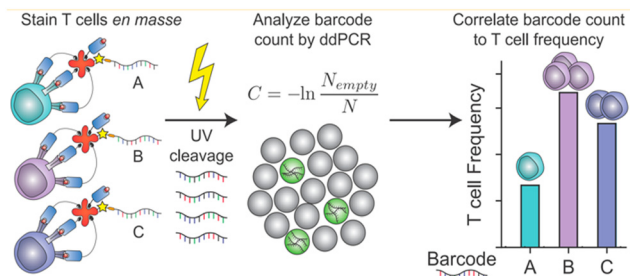 Stain T cells en masse
A
B
C
UV
cleavage
Analyze barcode
count by ddPCR
C = -ln N_empty / N
Correlate barcode count
to T cell frequency
T cell Frequency
Barcode
A B C